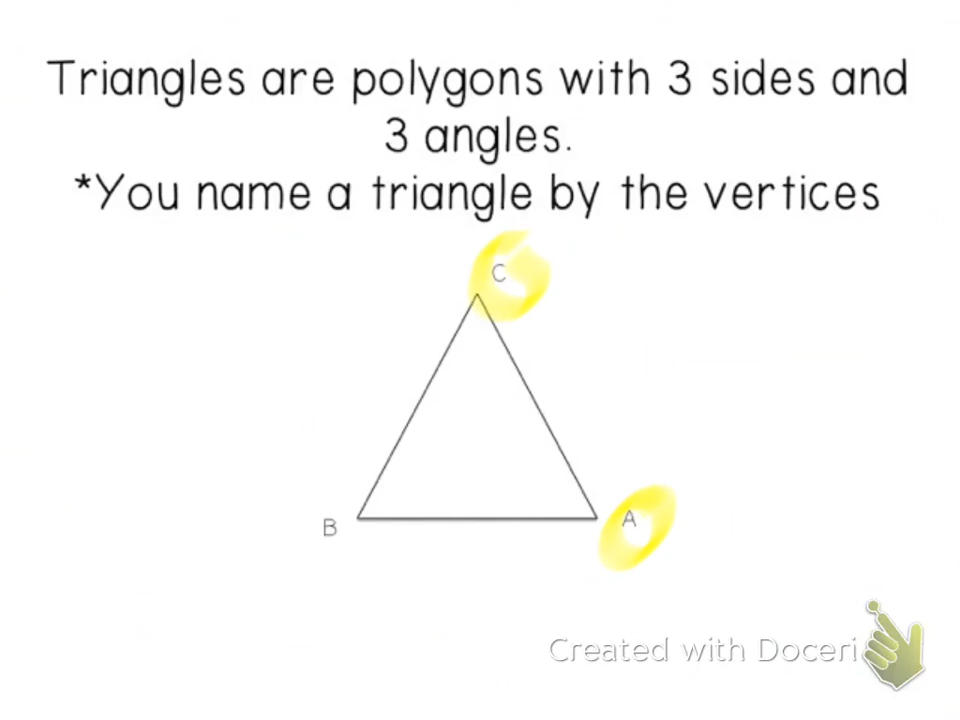 Triangles are polygons with 3 sides and
3 angles.
*You name a triangle by the vertices
C
B
A
Created with Doceri